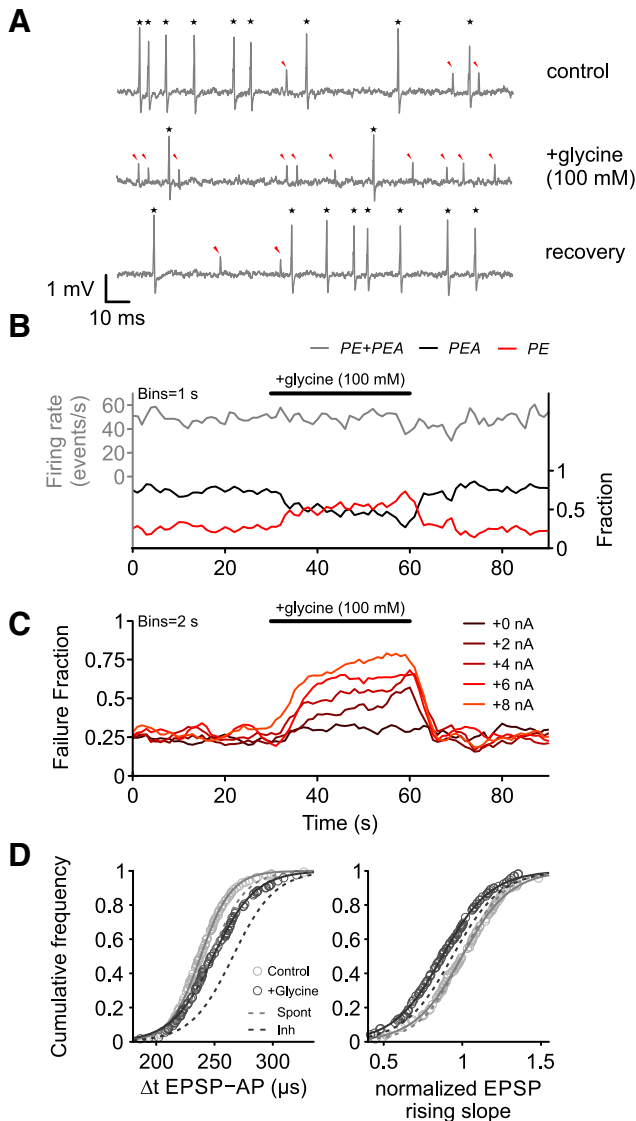 A
control
+glycine
(100 mM)
recovery
1 mV
10 ms
B
PE+PEA PEA PE
Bins=1 s
+glycine (100 mM)
Firing rate
(events/s)
60
40
20
0
1
0.5
0
Fraction
0 20 40 60 80
C
Bins=2 s
+glycine (100 mM)
+0 nA
+2 nA
+4 nA
+6 nA
+8 nA
Failure Fraction
1
0.75
0.5
0.25
0
0 20 40 60 80
Time (s)
D
Cumulative frequency
1
0.8
0.6
0.4
0.2
0
Control
+Glycine
Spont
Inh
200 250 300
Δt EPSP−AP (µs)
1
0.8
0.6
0.4
0.2
0
0.5 1 1.5
normalized EPSP
rising slope